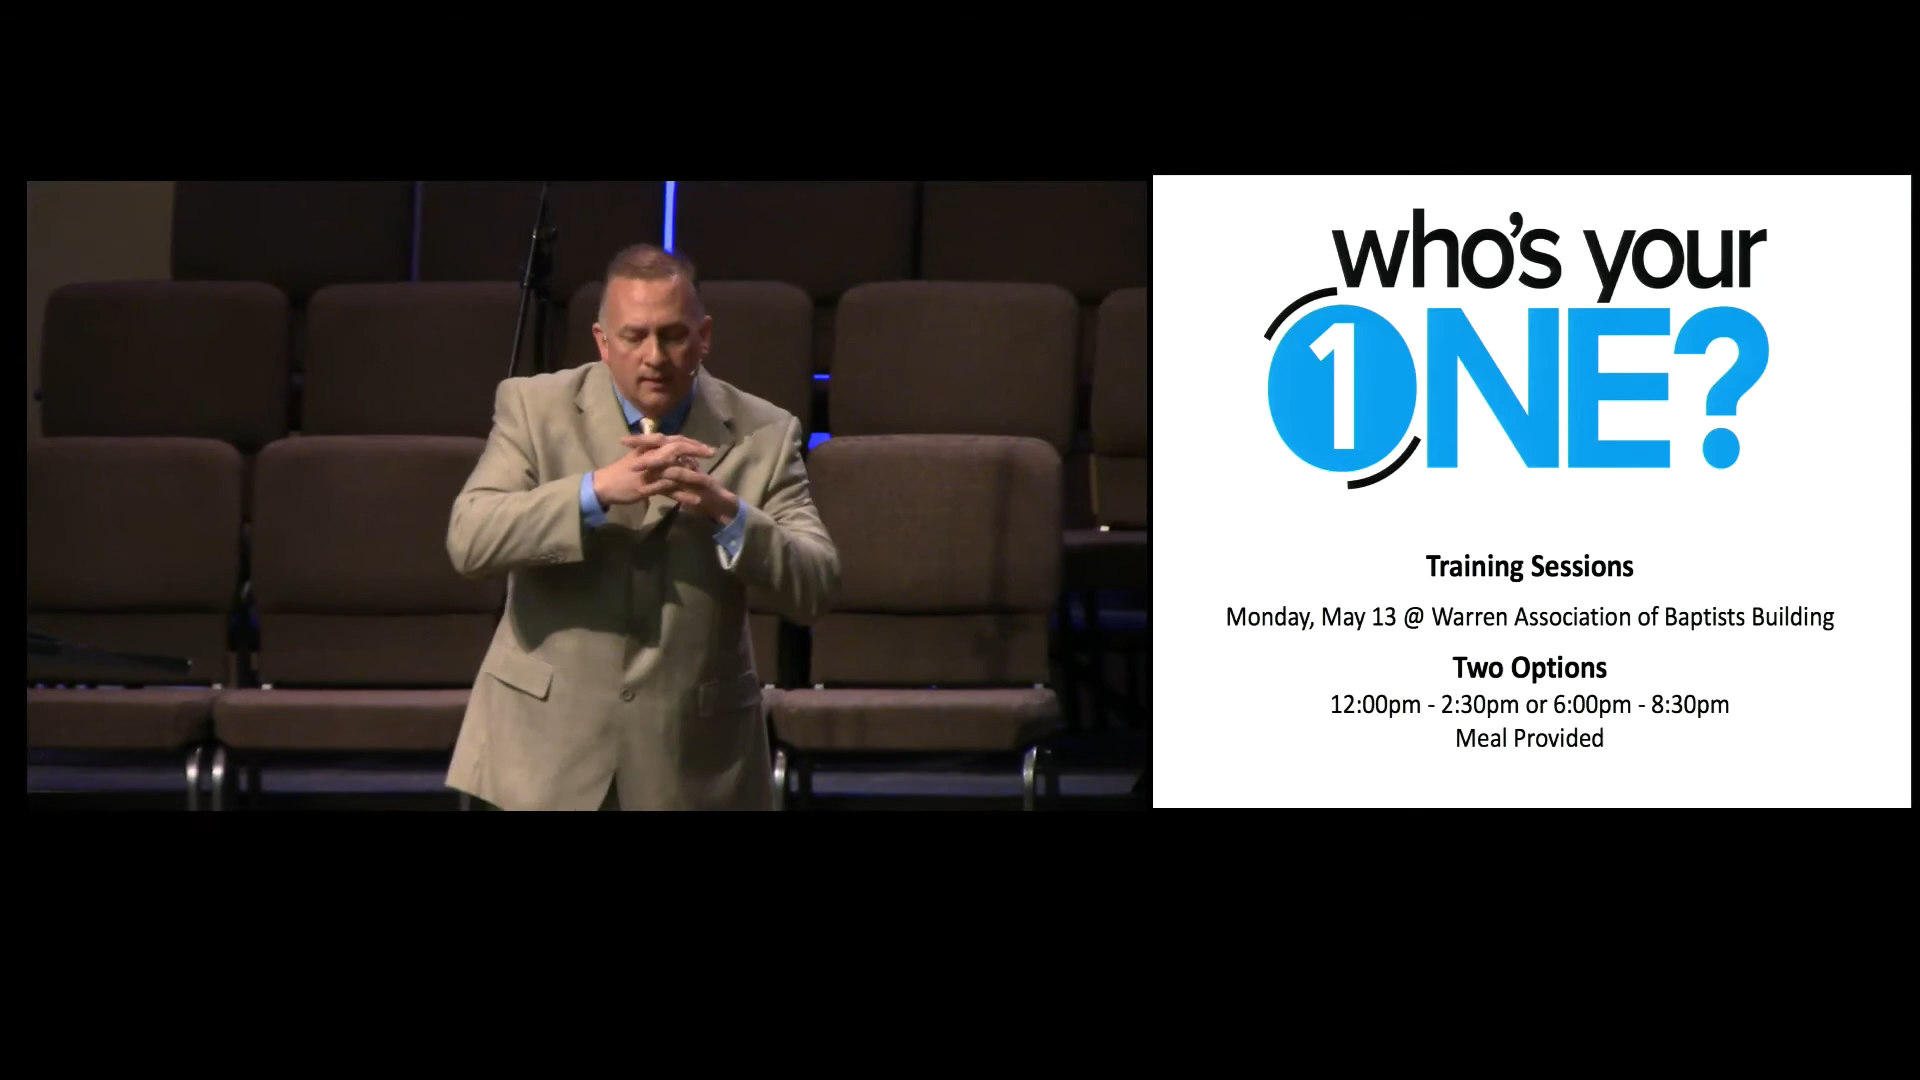 who's your
1NE?
Training Sessions
Monday, May 13 @ Warren Association of Baptists Building
Two Options
12:00pm - 2:30pm or 6:00pm - 8:30pm
Meal Provided